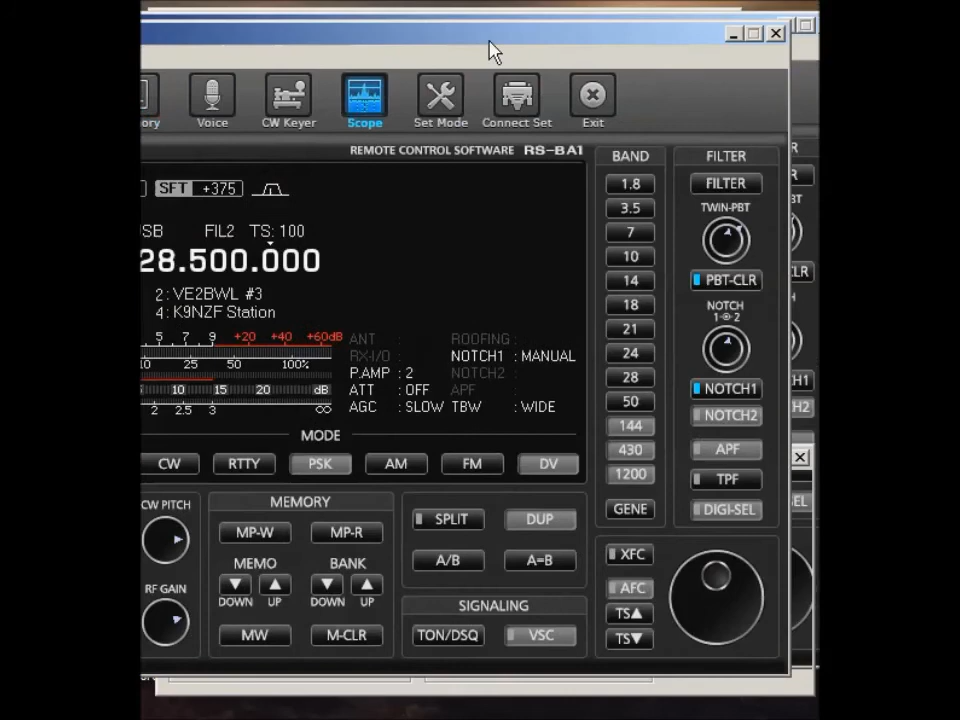 ory Voice CW Keyer Scope Set Mode Connect Set Exit
REMOTE CONTROL SOFTWARE RS-BA1
SFT +375
SB FIL2 TS: 100
28.500.000
2: VE2BWL #3
4: K9NZF Station
5 7 9 +20 +40 +60dB
10 25 50 100%
10 15 20 dB
2 2.5 3 ∞
ANT :
RX-I/O :
P.AMP : 2
ATT : OFF
AGC : SLOW
ROOFING :
NOTCH1 : MANUAL
NOTCH2 :
APF :
TBW : WIDE
MODE
CW RTTY PSK AM FM DV
CW PITCH
RF GAIN
MEMORY
MP-W MP-R
MEMO BANK
DOWN UP DOWN UP
MW M-CLR
SPLIT DUP
A/B A=B
SIGNALING
TON/DSQ VSC
BAND
1.8
3.5
7
10
14
18
21
24
28
50
144
430
1200
GENE
FILTER
FILTER
TWIN-PBT
PBT-CLR
NOTCH
1-◎-2
NOTCH1
NOTCH2
APF
TPF
DIGI-SEL
XFC
AFC
TS▲
TS▼
R
R
BT
LR
H
H1
H2
SEL